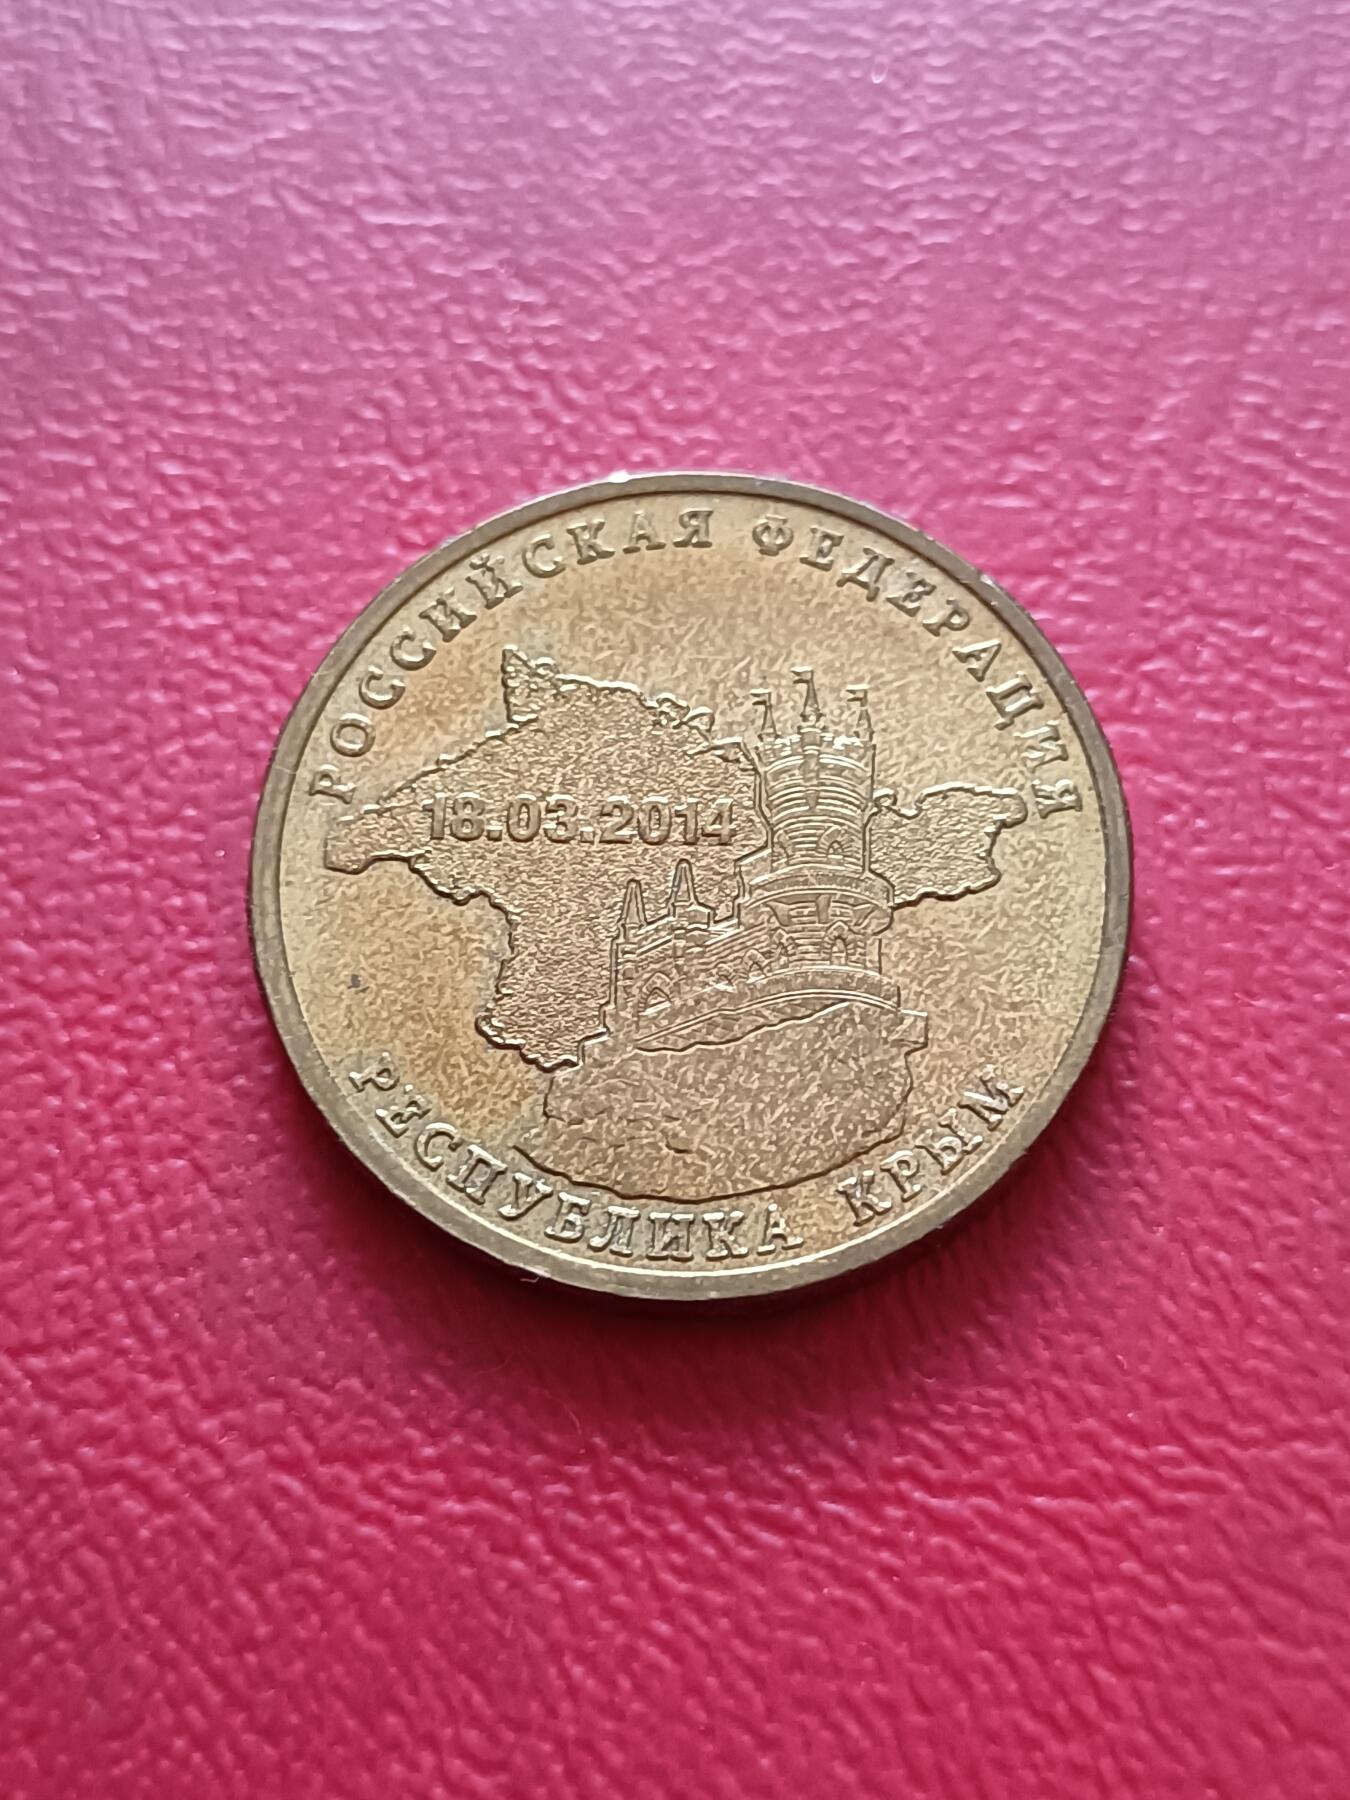 РОССИЙСКАЯ ФЕДЕРАЦИЯ
18.03.2014
РЕСПУБЛИКА КРЫМ